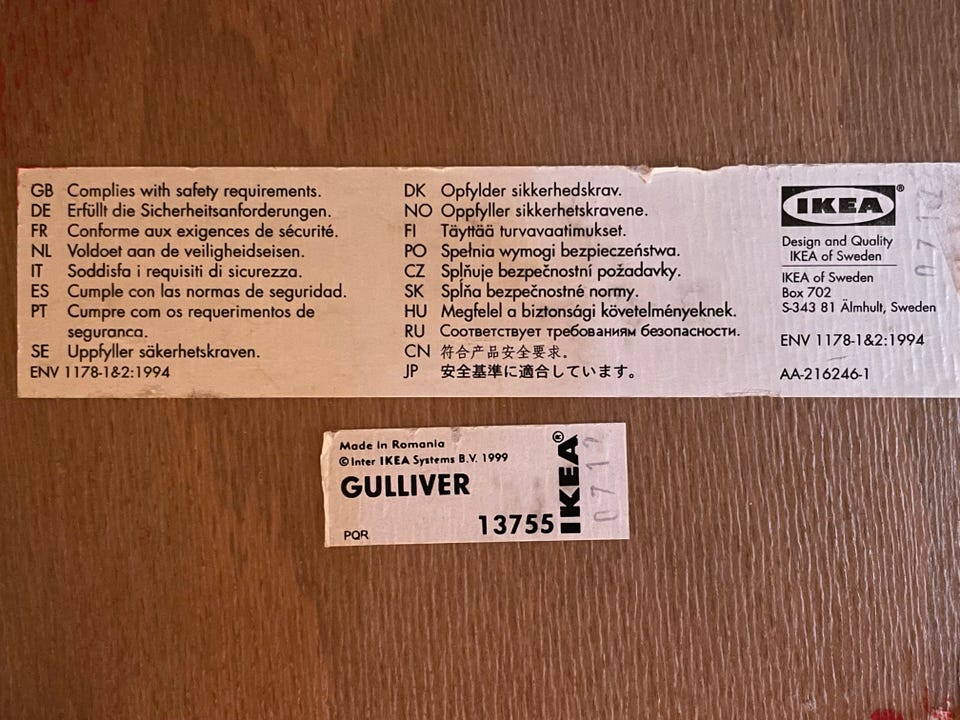 GB Complies with safety requirements.
DE Erfüllt die Sicherheitsanforderungen.
FR Conforme aux exigences de sécurité.
NL Voldoet aan de veiligheidseisen.
IT Soddisfa i requisiti di sicurezza.
ES Cumple con las normas de seguridad.
PT Cumpre com os requerimentos de
seguranca.
SE Uppfyller säkerhetskraven.
ENV 1178-1&2:1994
DK Opfylder sikkerhedskrav.
NO Oppfyller sikkerhetskravene.
FI Täyttää turvavaatimukset.
PO Spełnia wymogi bezpieczeństwa.
CZ Splňuje bezpečnostní požadavky.
SK Splňa bezpečnostné normy.
HU Megfelel a biztonsági követelményeknek.
RU Соответствует требованиям безопасности.
CN 符合产品安全要求。
JP 安全基準に適合しています。
IKEA®
Design and Quality
IKEA of Sweden
IKEA of Sweden
Box 702
S-343 81 Älmhult, Sweden
ENV 1178-1&2:1994
AA-216246-1
Made in Romania
© Inter IKEA Systems B.V. 1999
GULLIVER
13755
PQR
IKEA®
0712